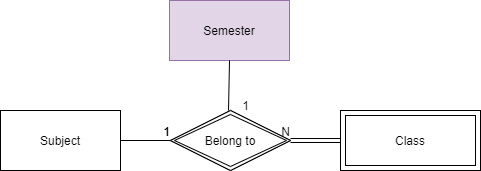 Semester
1
Subject
1
Belong to
N
Class